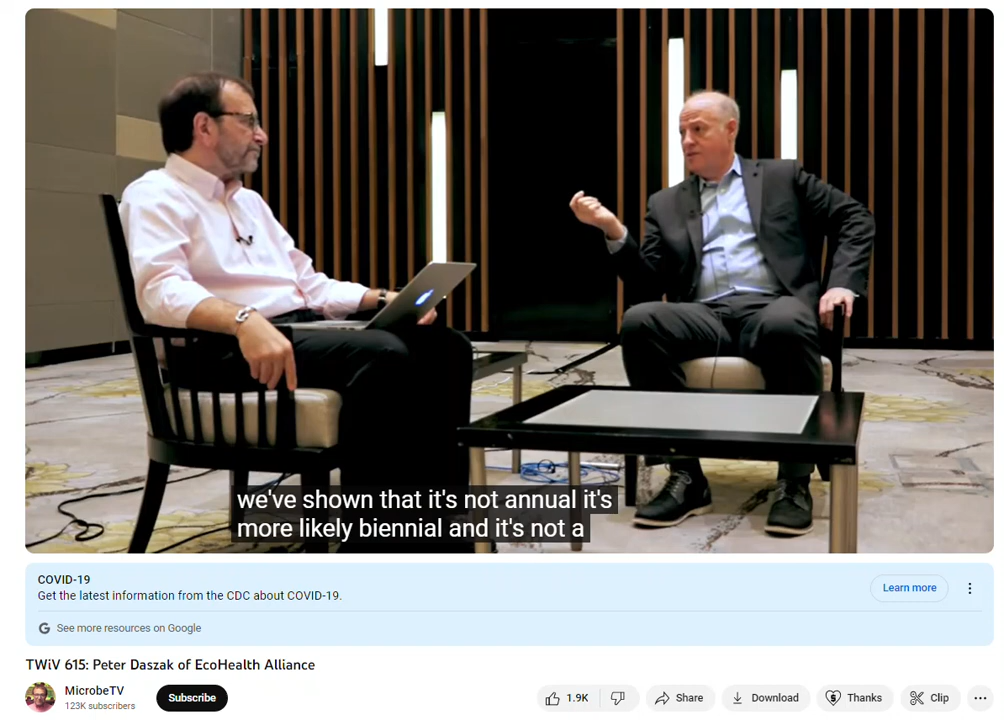 we've shown that it's not annual it's
more likely biennial and it's not a
COVID-19
Get the latest information from the CDC about COVID-19.
Learn more
See more resources on Google
TWiV 615: Peter Daszak of EcoHealth Alliance
MicrobeTV
123K subscribers
Subscribe
1.9K
Share
Download
Thanks
Clip